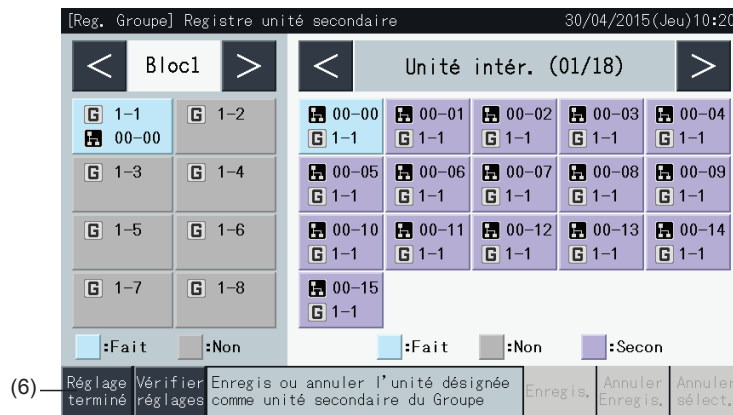 [Reg. Groupe] Registre unité secondaire 30/04/2015(Jeu)10:20
< Bloc1 > < Unité intér. (01/18) >
G 1-1 G 1-2 00-00 00-01 00-02 00-03 00-04
00-00 G 1-1 G 1-1 G 1-1 G 1-1 G 1-1
G 1-3 G 1-4 00-05 00-06 00-07 00-08 00-09
G 1-1 G 1-1 G 1-1 G 1-1 G 1-1
G 1-5 G 1-6 00-10 00-11 00-12 00-13 00-14
G 1-1 G 1-1 G 1-1 G 1-1 G 1-1
G 1-7 G 1-8 00-15
G 1-1
:Fait :Non :Fait :Non :Secon
(6) Réglage Vérifier Enregis ou annuler l'unité désignée Enregis. Annuler Annuler
terminé réglages comme unité secondaire du Groupe Enregis. sélect.